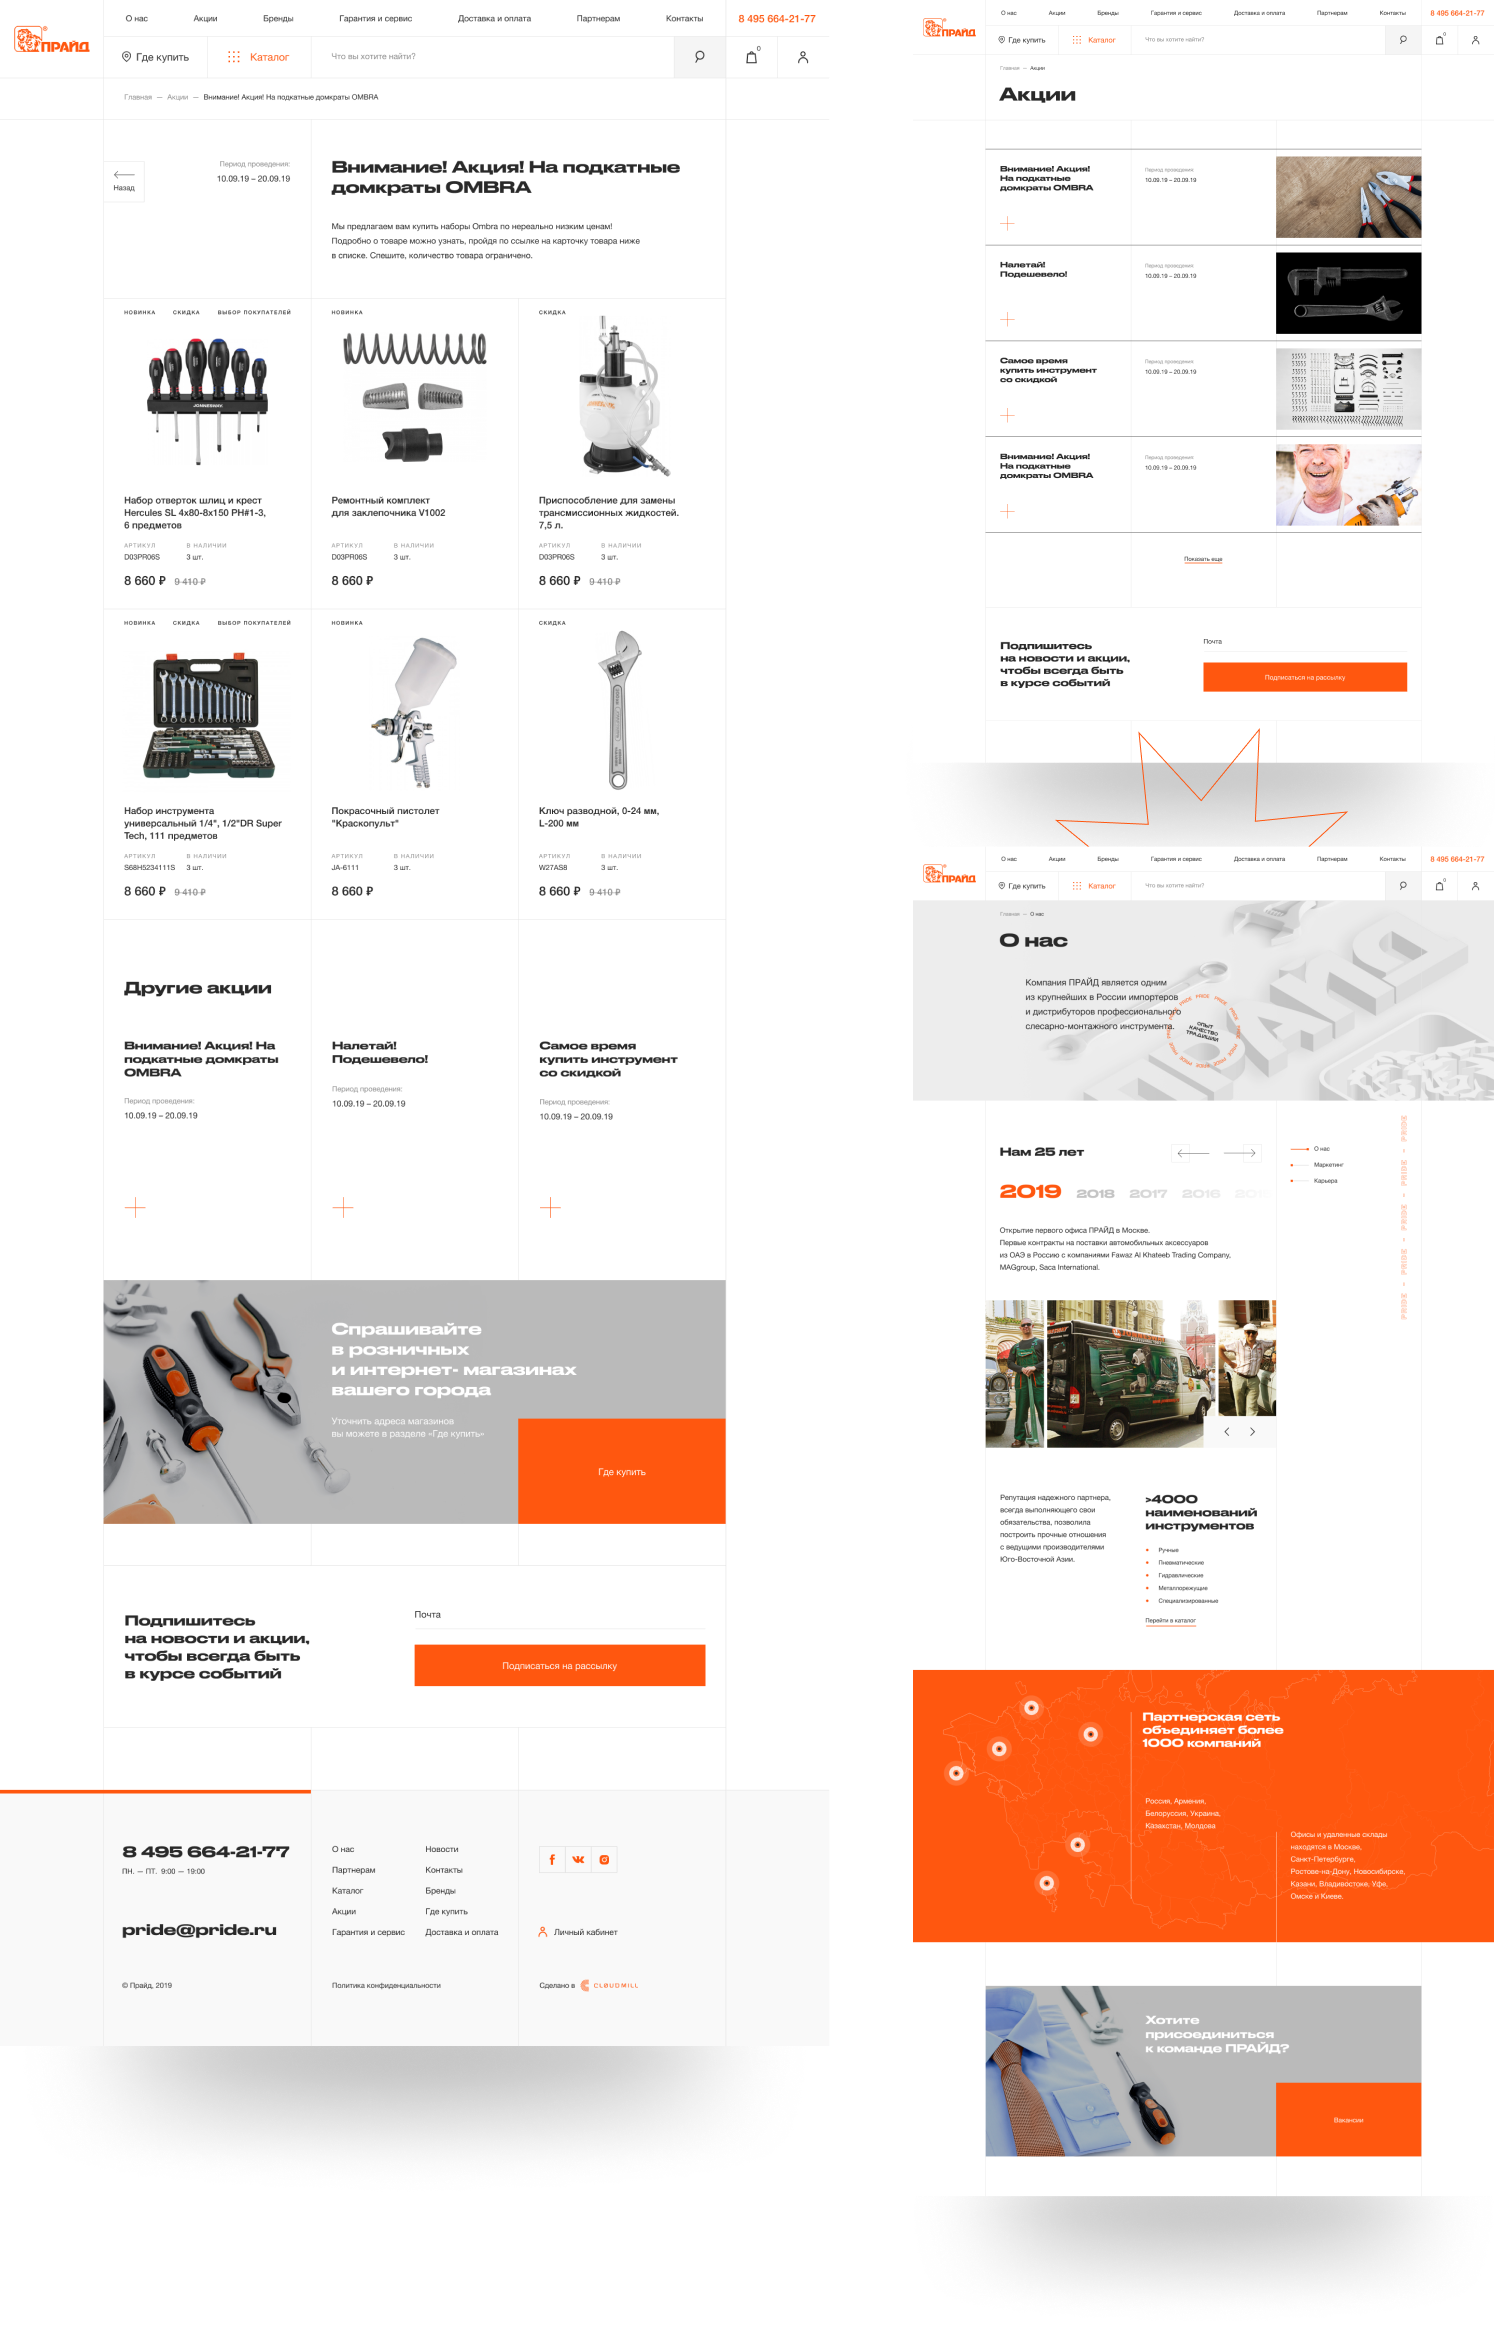 О нас Акции Бренды Гарантия и сервис Доставка и оплата Партнерам Контакты 8 495 664-21-77
ПРАЙД
Где купить Каталог Что вы хотите найти? 0
Главная — Акции — Внимание! Акция! На подкатные домкраты OMBRA
Назад
Период проведения:
10.09.19 – 20.09.19
Внимание! Акция! На подкатные
домкраты OMBRA
Мы предлагаем вам купить наборы Ombra по нереально низким ценам!
Подробно о товаре можно узнать, пройдя по ссылке на карточку товара ниже
в списке. Спешите, количество товара ограничено.
НОВИНКА СКИДКА ВЫБОР ПОКУПАТЕЛЕЙ
JONNESWAY
Набор отверток шлиц и крест
Hercules SL 4x80-8x150 PH#1-3,
6 предметов
АРТИКУЛ В НАЛИЧИИ
D03PR06S 3 шт.
8 660 ₽ 9 410 ₽
НОВИНКА
Ремонтный комплект
для заклепочника V1002
АРТИКУЛ В НАЛИЧИИ
D03PR06S 3 шт.
8 660 ₽
СКИДКА
Приспособление для замены
трансмиссионных жидкостей.
7,5 л.
АРТИКУЛ В НАЛИЧИИ
D03PR06S 3 шт.
8 660 ₽ 9 410 ₽
НОВИНКА СКИДКА ВЫБОР ПОКУПАТЕЛЕЙ
Набор инструмента
универсальный 1/4", 1/2"DR Super
Tech, 111 предметов
АРТИКУЛ В НАЛИЧИИ
S68H5234111S 3 шт.
8 660 ₽ 9 410 ₽
НОВИНКА
Покрасочный пистолет
"Краскопульт"
АРТИКУЛ В НАЛИЧИИ
JA-6111 3 шт.
8 660 ₽
СКИДКА
Ключ разводной, 0-24 мм,
L-200 мм
АРТИКУЛ В НАЛИЧИИ
W27AS8 3 шт.
8 660 ₽ 9 410 ₽
Другие акции
Внимание! Акция! На
подкатные домкраты
OMBRA
Период проведения:
10.09.19 – 20.09.19
Налетай!
Подешевело!
Период проведения:
10.09.19 – 20.09.19
Самое время
купить инструмент
со скидкой
Период проведения:
10.09.19 – 20.09.19
Спрашивайте
в розничных
и интернет- магазинах
вашего города
Уточнить адреса магазинов
вы можете в разделе «Где купить»
Где купить
Подпишитесь
на новости и акции,
чтобы всегда быть
в курсе событий
Почта
Подписаться на рассылку
8 495 664-21-77
ПН. — ПТ. 9:00 — 19:00
pride@pride.ru
© Прайд, 2019
О нас
Партнерам
Каталог
Акции
Гарантия и сервис
Новости
Контакты
Бренды
Где купить
Доставка и оплата
Политика конфиденциальности
Личный кабинет
Сделано в CLOUDMILL
О нас Акции Бренды Гарантия и сервис Доставка и оплата Партнерам Контакты 8 495 664-21-77
ПРАЙД
Где купить Каталог Что вы хотите найти? 0
Главная — Акции
Акции
Внимание! Акция!
На подкатные
домкраты OMBRA
Период проведения:
10.09.19 – 20.09.19
Налетай!
Подешевело!
Период проведения:
10.09.19 – 20.09.19
Самое время
купить инструмент
со скидкой
Период проведения:
10.09.19 – 20.09.19
Внимание! Акция!
На подкатные
домкраты OMBRA
Период проведения:
10.09.19 – 20.09.19
Показать еще
Подпишитесь
на новости и акции,
чтобы всегда быть
в курсе событий
Почта
Подписаться на рассылку
О нас Акции Бренды Гарантия и сервис Доставка и оплата Партнерам Контакты 8 495 664-21-77
ПРАЙД
Где купить Каталог Что вы хотите найти? 0
Главная — О нас
О нас
Компания ПРАЙД является одним
из крупнейших в России импортеров
и дистрибуторов профессионального
слесарно-монтажного инструмента.
ОПЫТ
КАЧЕСТВО
ТРАДИЦИИ
PRIDE PRIDE PRIDE PRIDE PRIDE PRIDE PRIDE PRIDE
ПРАЙД
Нам 25 лет
2019 2018 2017 2016
Открытие первого офиса ПРАЙД в Москве.
Первые контракты на поставки автомобильных аксессуаров
из ОАЭ в Россию с компаниями Fawaz Al Khateeb Trading Company,
MAGgroup, Saca International.
О нас
Маркетинг
Карьера
PRIDE – PRIDE – PRIDE – PRIDE – PRIDE
Репутация надежного партнера,
всегда выполняющего свои
обязательства, позволила
построить прочные отношения
с ведущими производителями
Юго-Восточной Азии.
>4000
наименований
инструментов
Ручные
Пневматические
Гидравлические
Металлорежущие
Специализированные
Перейти в каталог
Партнерская сеть
объединяет более
1000 компаний
Россия, Армения,
Белоруссия, Украина,
Казахстан, Молдова
Офисы и удаленные склады
находятся в Москве,
Санкт-Петербурге,
Ростове-на-Дону, Новосибирске,
Казани, Владивостоке, Уфе,
Омске и Киеве.
Хотите
присоединиться
к команде ПРАЙД?
Вакансии